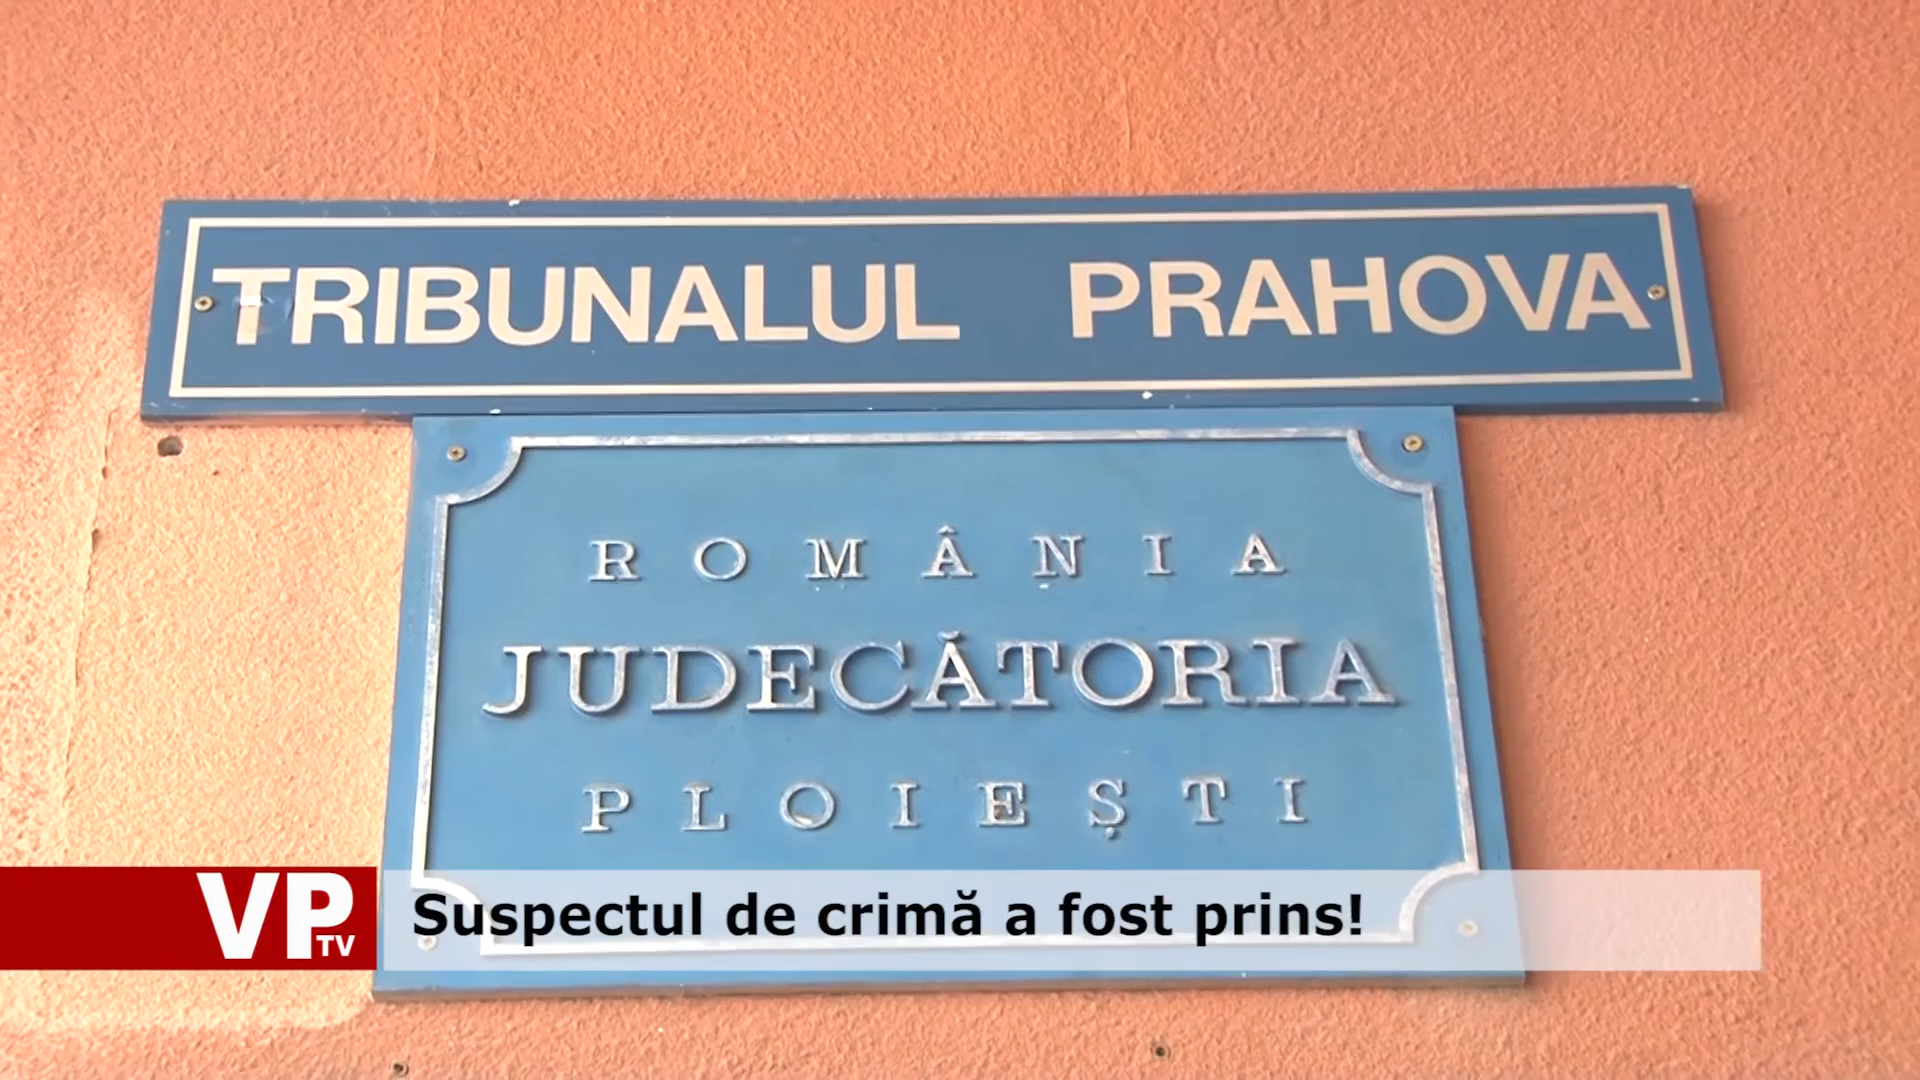 TRIBUNALUL PRAHOVA
ROMÂNIA
JUDECĂTORIA
PLOIEȘTI
VP TV
Suspectul de crimă a fost prins!